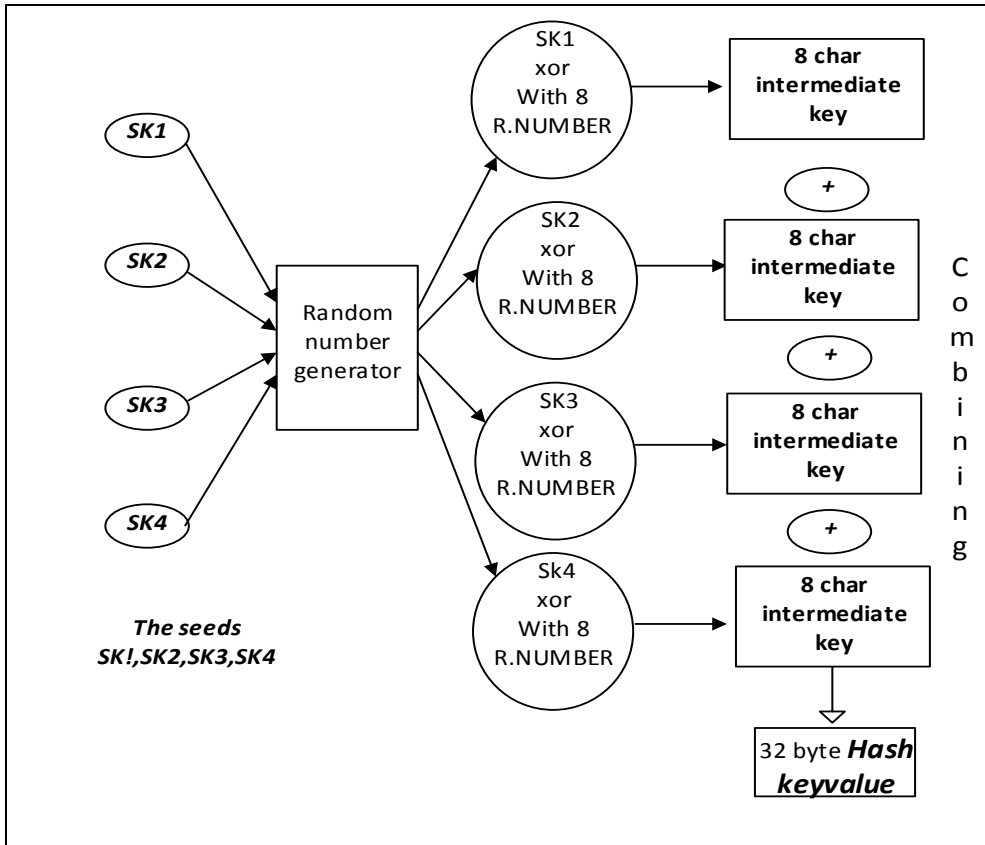 SK1
SK2
SK3
SK4
The seeds
SK!,SK2,SK3,SK4
Random
number
generator
SK1
xor
With 8
R.NUMBER
SK2
xor
With 8
R.NUMBER
SK3
xor
With 8
R.NUMBER
Sk4
xor
With 8
R.NUMBER
8 char
intermediate
key
+
8 char
intermediate
key
+
8 char
intermediate
key
+
8 char
intermediate
key
32 byte Hash
keyvalue
Combining